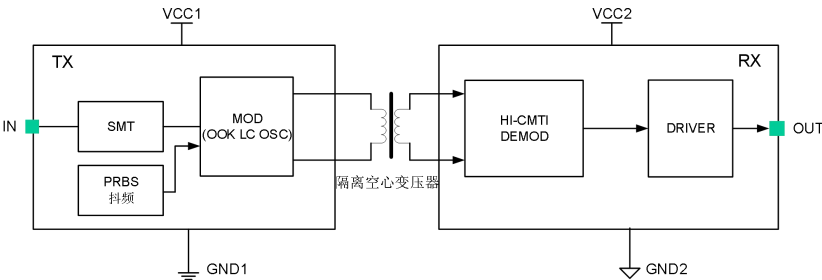 VCC1
VCC2
TX
RX
IN
SMT
MOD
(OOK LC OSC)
HI-CMTI
DEMOD
DRIVER
OUT
PRBS
抖频
隔离空心变压器
GND1
GND2